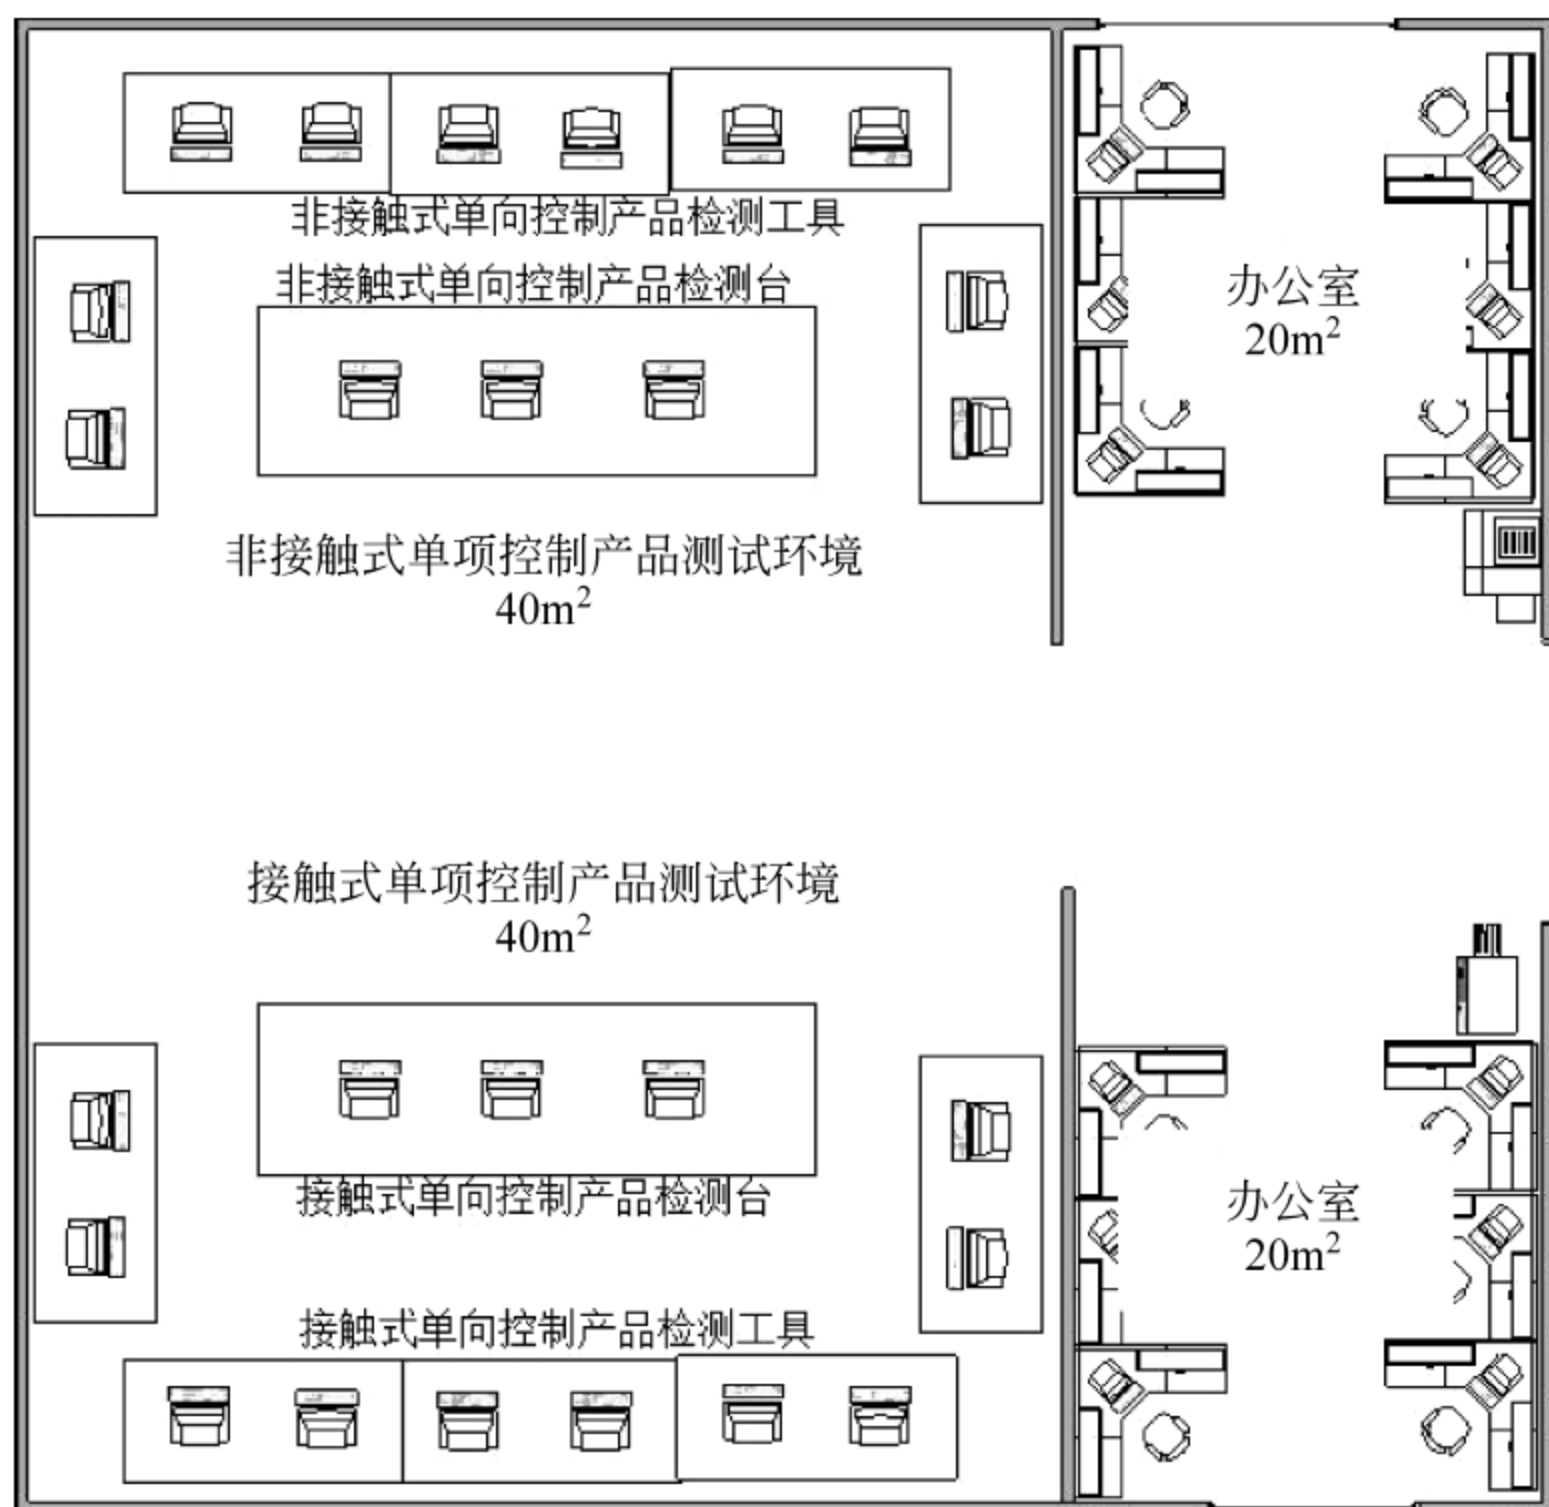 非接触式单向控制产品检测工具
非接触式单向控制产品检测台
办公室
20m²
非接触式单项控制产品测试环境
40m²
接触式单项控制产品测试环境
40m²
接触式单向控制产品检测台
办公室
20m²
接触式单向控制产品检测工具